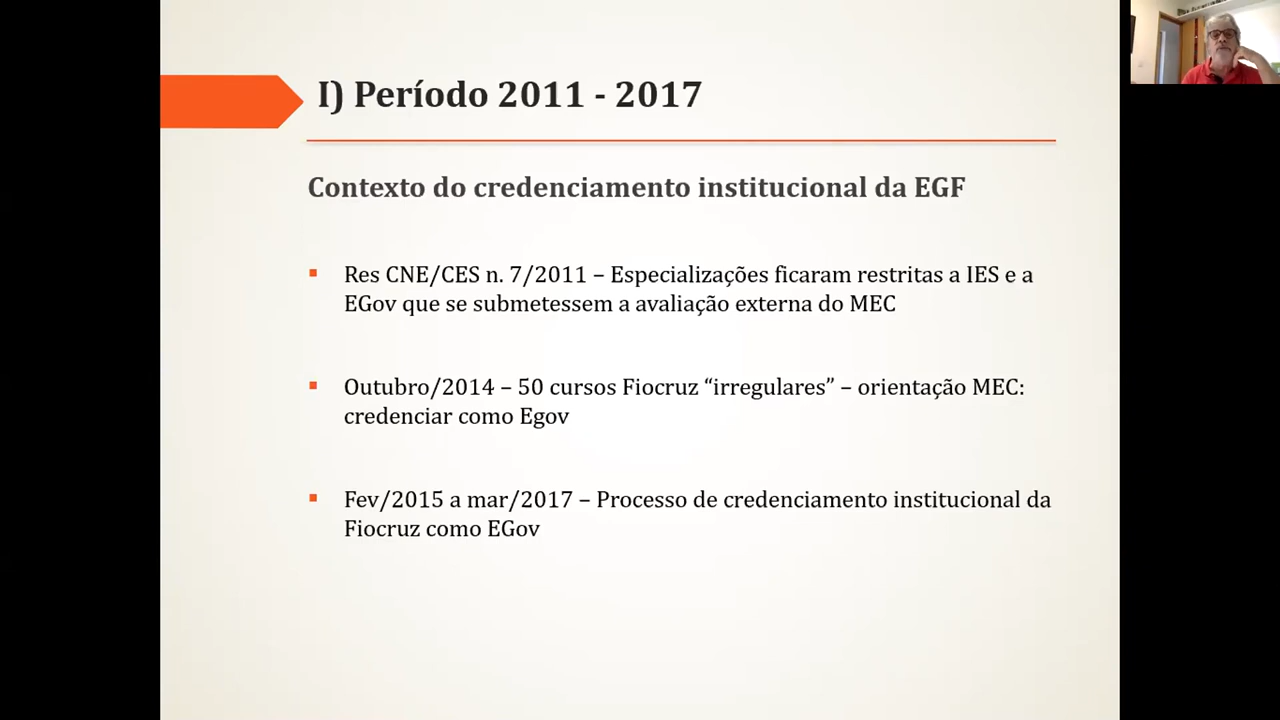 I) Período 2011 - 2017
Contexto do credenciamento institucional da EGF
Res CNE/CES n. 7/2011 – Especializações ficaram restritas a IES e a
EGov que se submetessem a avaliação externa do MEC
Outubro/2014 – 50 cursos Fiocruz “irregulares” – orientação MEC:
credenciar como Egov
Fev/2015 a mar/2017 – Processo de credenciamento institucional da
Fiocruz como EGov